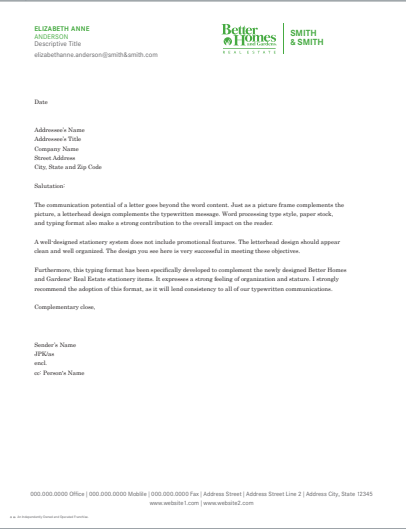 ELIZABETH ANNE
ANDERSON
Descriptive Title
elizabethanne.anderson@smith&smith.com
Better
Homes
and Gardens
REAL ESTATE
SMITH
& SMITH
Date
Addressee's Name
Addressee's Title
Company Name
Street Address
City, State and Zip Code
Salutation:
The communication potential of a letter goes beyond the word content. Just as a picture frame complements the
picture, a letterhead design complements the typewritten message. Word processing type style, paper stock,
and typing format also make a strong contribution to the overall impact on the reader.
A well-designed stationery system does not include promotional features. The letterhead design should appear
clean and well organized. The design you see here is very successful in meeting these objectives.
Furthermore, this typing format has been specifically developed to complement the newly designed Better Homes
and Gardens' Real Estate stationery items. It expresses a strong feeling of organization and stature. I strongly
recommend the adoption of this format, as it will lend consistency to all of our typewritten communications.
Complementary close,
Sender's Name
JPK/as
encl.
cc: Person's Name
000.000.0000 Office | 000.000.0000 Mobile | 000.000.0000 Fax | Address Street | Address Street Line 2 | Address City, State 12345
www.website1.com | www.website2.com
Independently Owned and Operated Franchise